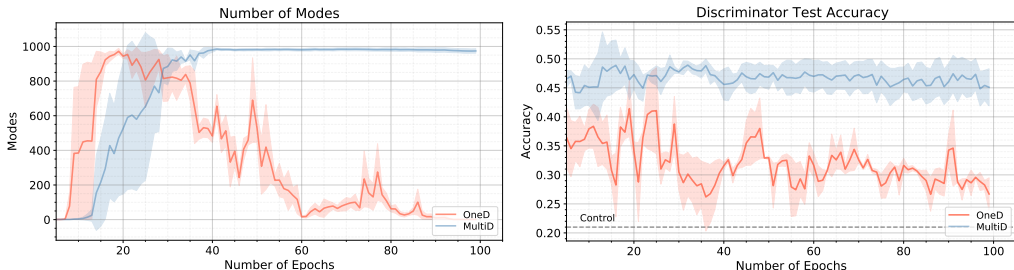 Number of Modes
Modes
1000
800
600
400
200
0
20
40
60
80
100
Number of Epochs
OneD
MultiD
Discriminator Test Accuracy
Accuracy
0.55
0.50
0.45
0.40
0.35
0.30
0.25
0.20
Control
20
40
60
80
100
Number of Epochs
OneD
MultiD